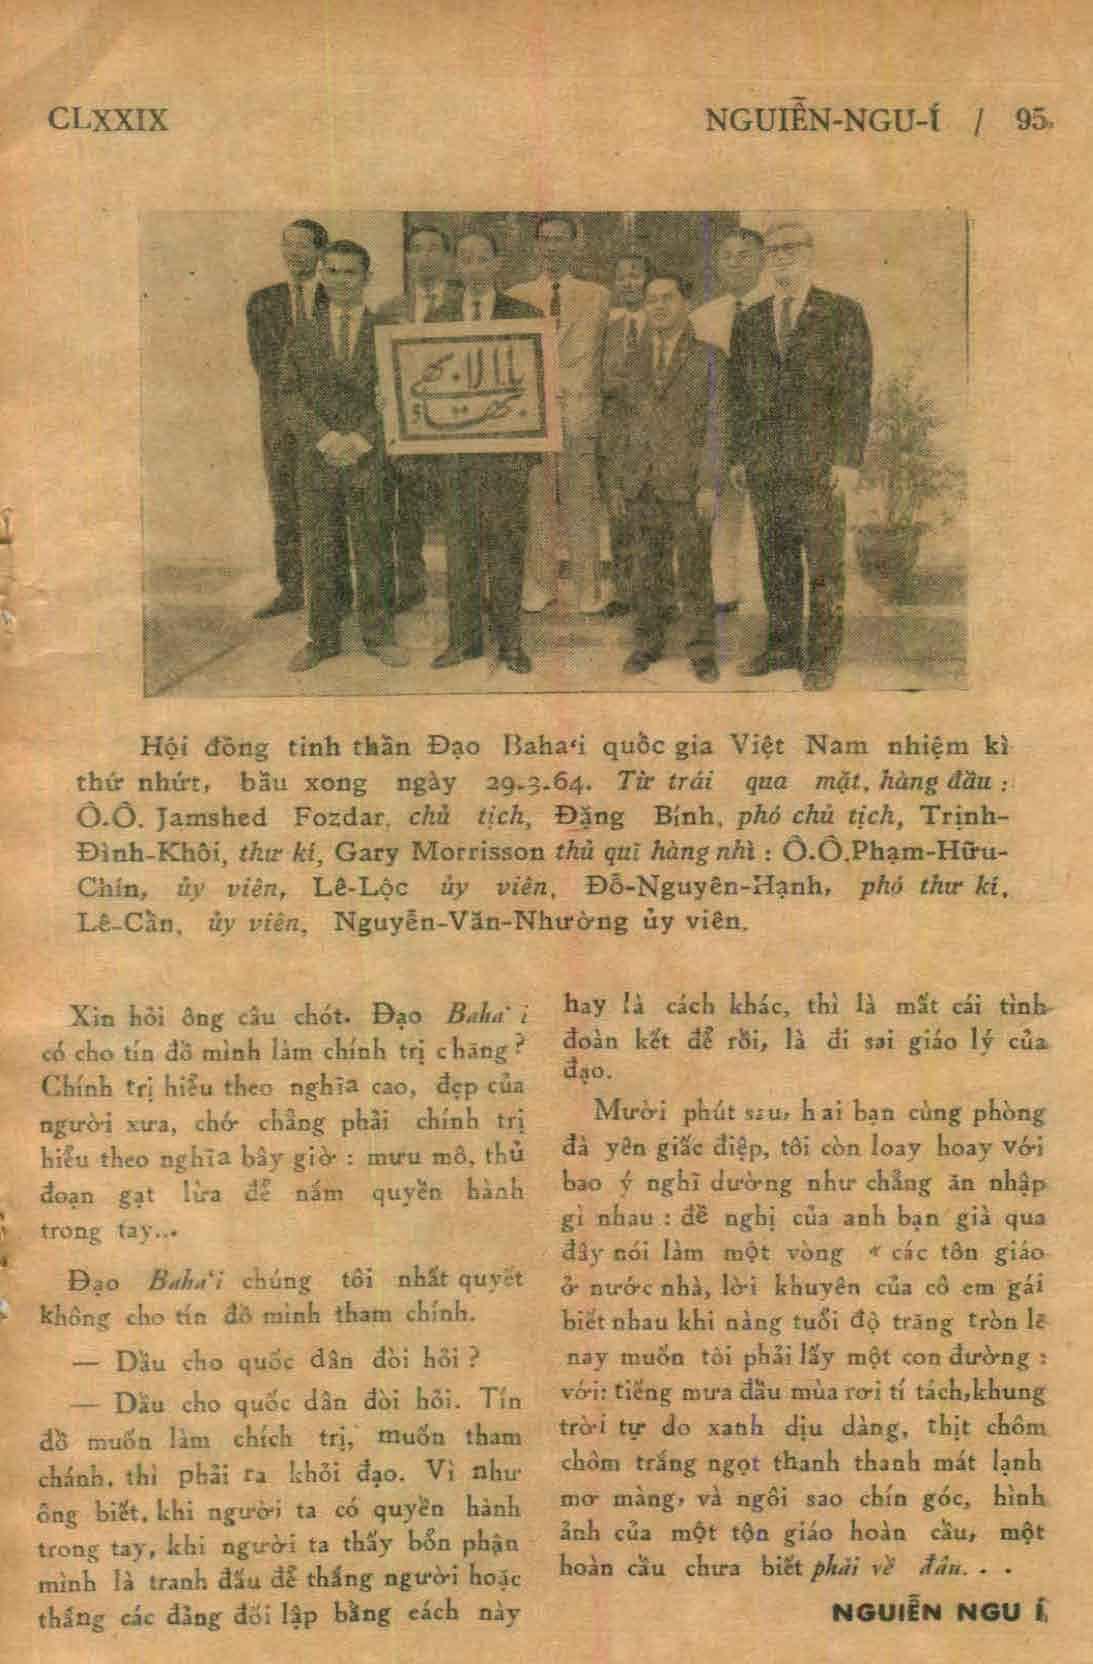 CLXXIX
NGUIỄN-NGU-Í / 95
يا بهاء الابهى
Hội đồng tinh thần Đạo Baha‘i quốc gia Việt Nam nhiệm kì
thứ nhứt, bầu xong ngày 29.3.64. Từ trái qua mặt, hàng đầu :
Ô.Ô. Jamshed Fozdar, chủ tịch, Đặng Bính, phó chủ tịch, Trịnh-
Đình-Khôi, thư kí, Gary Morrisson thủ quĩ hàng nhì : Ô.Ô.Phạm-Hữu-
Chín, ủy viên, Lê-Lộc ủy viên, Đỗ-Nguyên-Hạnh, phó thư kí,
Lê-Cần, ủy viên, Nguyễn-Văn-Nhường ủy viên.
Xin hỏi ông câu chót. Đạo Baha‘i
có cho tín đồ mình làm chính trị chăng ?
Chính trị hiểu theo nghĩa cao, đẹp của
người xưa, chớ chẳng phải chính trị
hiểu theo nghĩa bây giờ : mưu mô, thủ
đoạn gạt lừa để nắm quyền hành
trong tay...
Đạo Baha‘i chúng tôi nhất quyết
không cho tín đồ mình tham chính.
— Dầu cho quốc dân đòi hỏi ?
— Dầu cho quốc dân đòi hỏi. Tín
đồ muốn làm chích trị, muốn tham
chánh, thì phải ra khỏi đạo. Vì như
ông biết, khi người ta có quyền hành
trong tay, khi người ta thấy bổn phận
mình là tranh đấu để thắng người hoặc
thắng các đảng đối lập bằng cách này
hay là cách khác, thì là mất cái tình
đoàn kết để rồi, là đi sai giáo lý của
đạo.
Mười phút sau, hai bạn cùng phòng
đà yên giấc điệp, tôi còn loay hoay với
bao ý nghĩ dường như chẳng ăn nhập
gì nhau : đề nghị của anh bạn già qua
đây nói làm một vòng « các tôn giáo
ở nước nhà, lời khuyên của cô em gái
biết nhau khi nàng tuổi độ trăng tròn lẻ
nay muốn tôi phải lấy một con đường :
với: tiếng mưa đầu mùa rơi tí tách,khung
trời tự do xanh dịu dàng, thịt chôm
chôm trắng ngọt thanh thanh mát lạnh
mơ màng, và ngôi sao chín góc, hình
ảnh của một tôn giáo hoàn cầu, một
hoàn cầu chưa biết phải về đâu. . .
NGUIỄN NGU Í